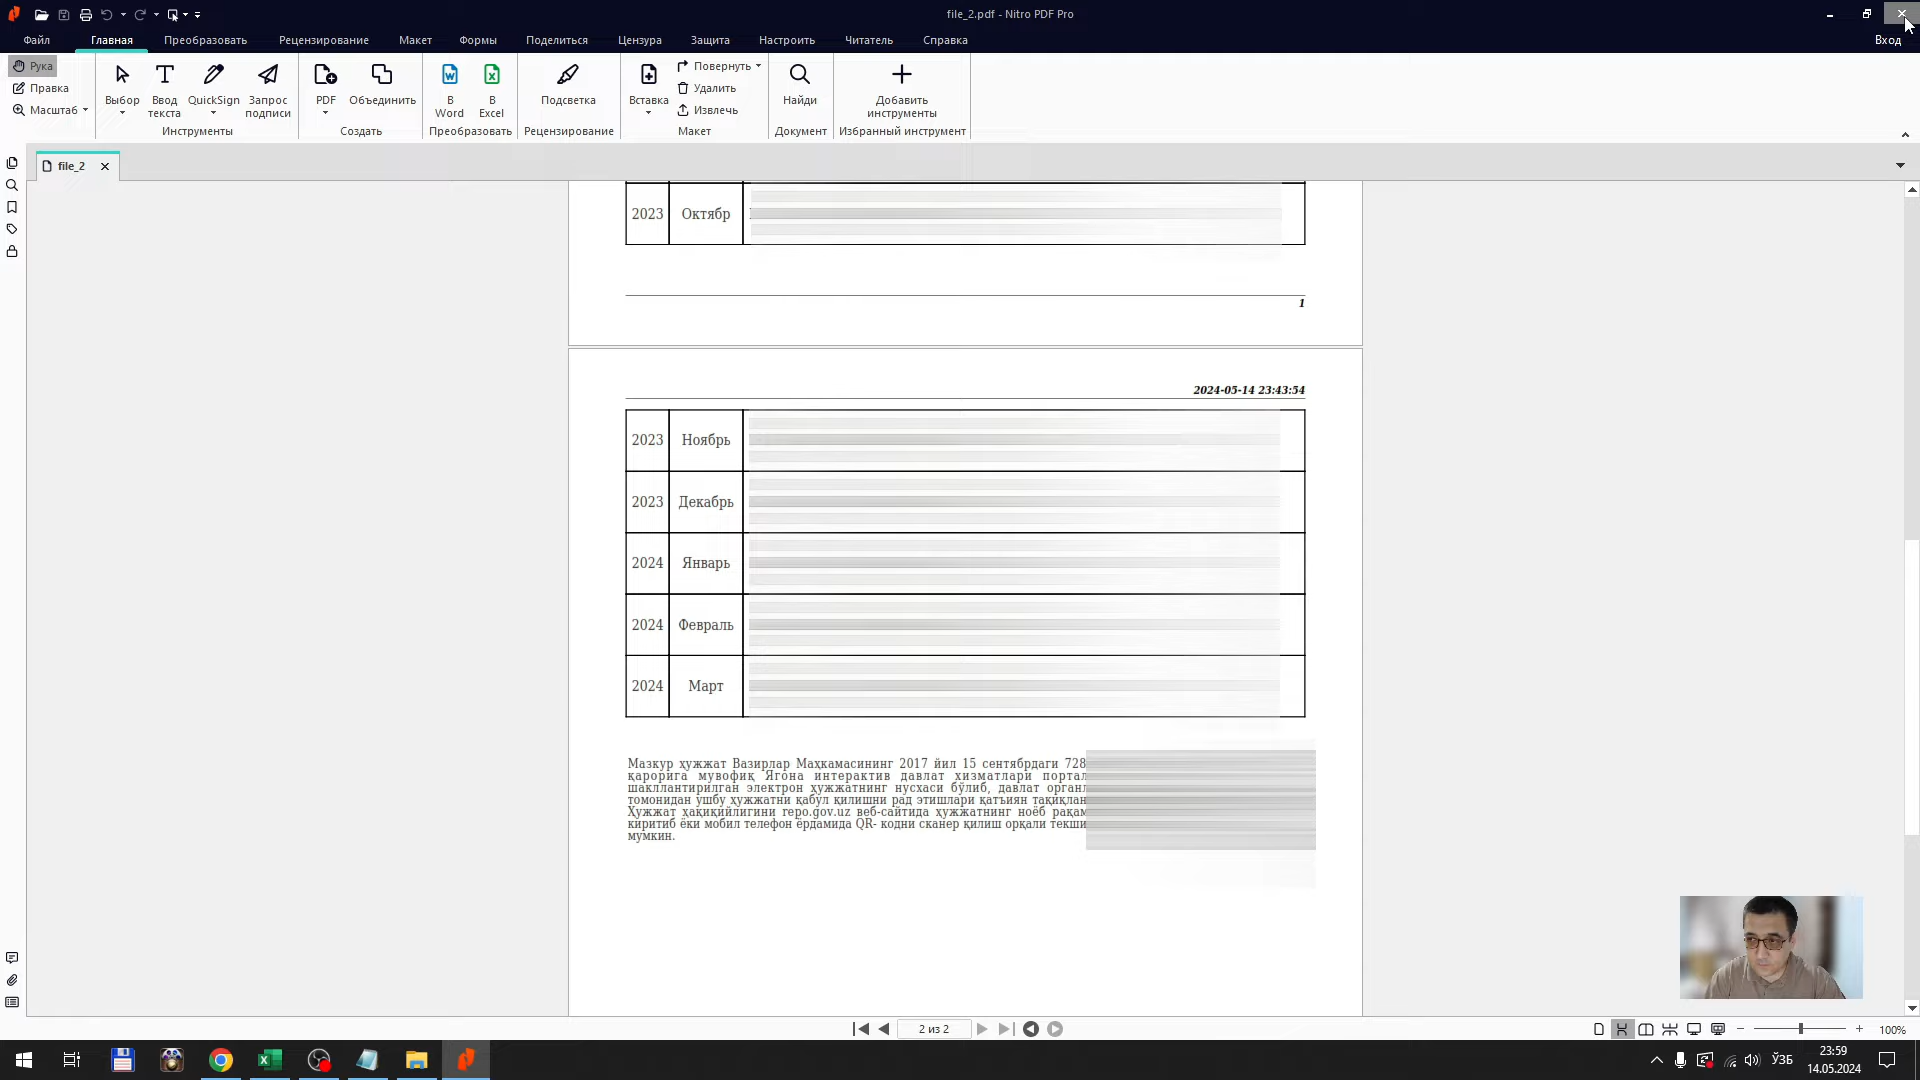 file_2.pdf - Nitro PDF Pro
Файл Главная Преобразовать Рецензирование Макет Формы Поделиться Цензура Защита Настроить Читатель Справка Вход
Рука
Правка
Масштаб
Выбор
Ввод текста
QuickSign
Запрос подписи
Инструменты
PDF
Объединить
Создать
В Word
В Excel
Преобразовать
Подсветка
Рецензирование
Вставка
Повернуть
Удалить
Извлечь
Макет
Найди
Документ
Добавить инструменты
Избранный инструмент
file_2
2023 Октябр
1
2024-05-14 23:43:54
2023 Ноябрь
2023 Декабрь
2024 Январь
2024 Февраль
2024 Март
Мазкур ҳужжат Вазирлар Маҳкамасининг 2017 йил 15 сентябрдаги 728
қарорига мувофиқ Ягона интерактив давлат хизматлари портал
шакллантирилган электрон ҳужжатнинг нусхаси бўлиб, давлат органл
томонидан ушбу ҳужжатни қабул қилишни рад этишлари қатъиян тақиқлан
Ҳужжат ҳақиқийлигини repo.gov.uz веб-сайтида ҳужжатнинг ноёб рақам
киритиб ёки мобил телефон ёрдамида QR- кодни сканер қилиш орқали текши
мумкин.
2 из 2
100%
ЎЗБ
23:59
14.05.2024